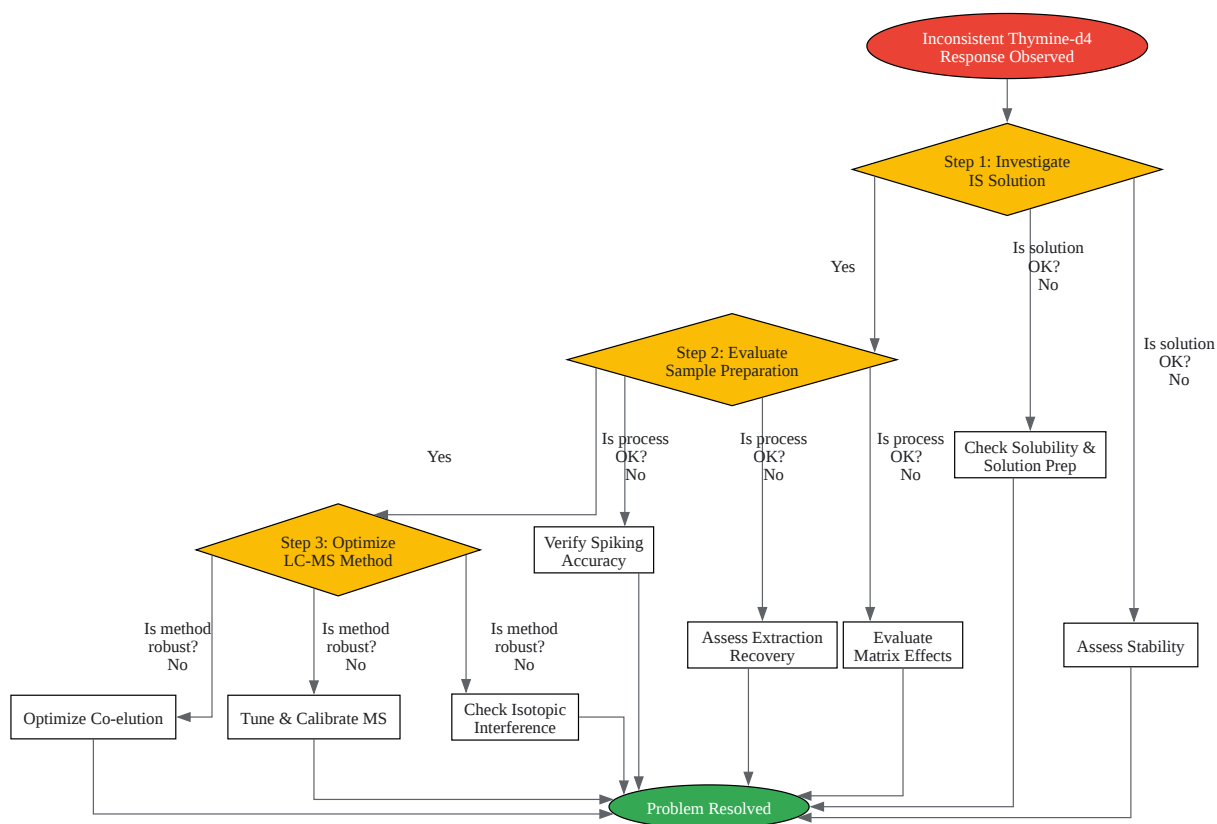 Inconsistent Thymine-d4
Response Observed
Step 1: Investigate
IS Solution
Yes
Is solution
OK?
No
Is solution
OK?
No
Step 2: Evaluate
Sample Preparation
Yes
Is process
OK?
No
Is process
OK?
No
Is process
OK?
No
Check Solubility &
Solution Prep
Step 3: Optimize
LC-MS Method
Verify Spiking
Accuracy
Is method
robust?
No
Is method
robust?
No
Is method
robust?
No
Assess Extraction
Recovery
Evaluate
Matrix Effects
Assess Stability
Optimize Co-elution
Tune & Calibrate MS
Check Isotopic
Interference
Problem Resolved